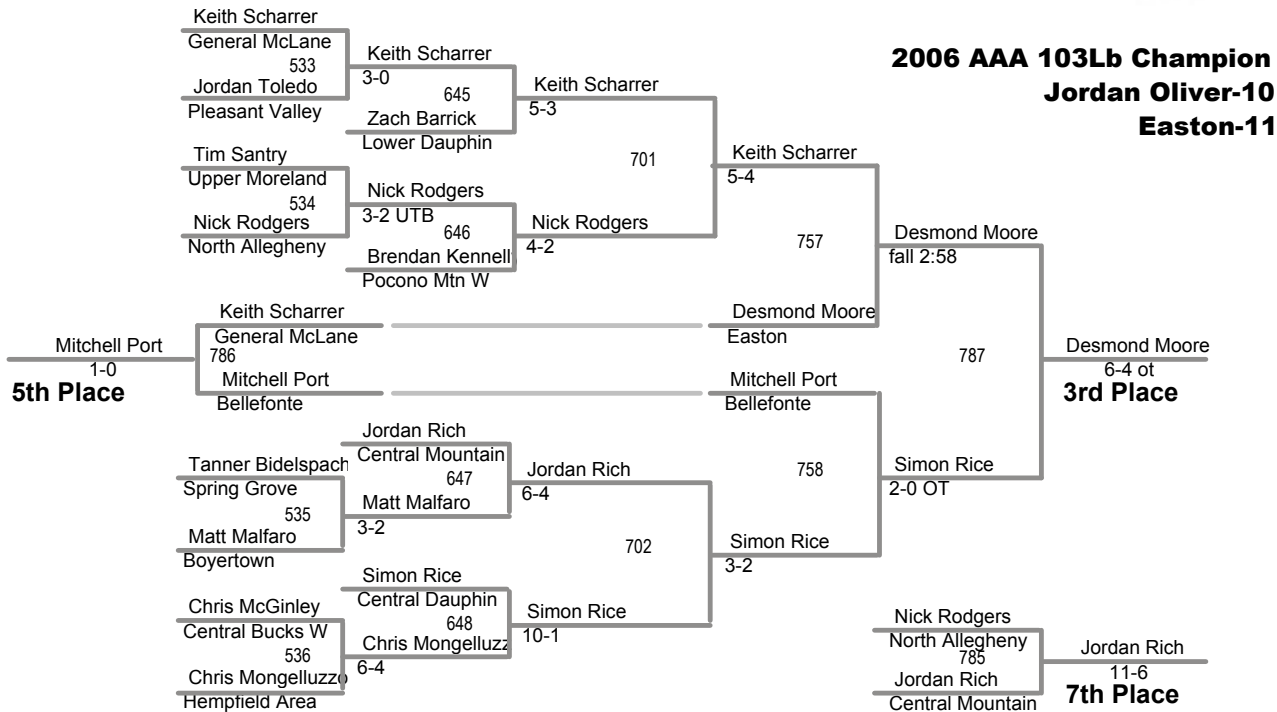 2006 AAA 103Lb Champion
Jordan Oliver-10
Easton-11
Keith Scharrer
General McLane
533
Jordan Toledo
Pleasant Valley
Keith Scharrer
3-0
645
Zach Barrick
Lower Dauphin
Keith Scharrer
5-3
Tim Santry
Upper Moreland
534
Nick Rodgers
North Allegheny
Nick Rodgers
3-2 UTB
646
Brendan Kennell
Pocono Mtn W
Nick Rodgers
4-2
701
Keith Scharrer
5-4
757
Desmond Moore
Easton
Desmond Moore
fall 2:58
Keith Scharrer
General McLane
786
Mitchell Port
Bellefonte
Mitchell Port
1-0
5th Place
Mitchell Port
Bellefonte
787
Desmond Moore
6-4 ot
3rd Place
Jordan Rich
Central Mountain
647
Tanner Bidelspach
Spring Grove
535
Matt Malfaro
Boyertown
Matt Malfaro
3-2
Jordan Rich
6-4
758
Simon Rice
2-0 OT
702
Simon Rice
3-2
Simon Rice
Central Dauphin
648
Chris McGinley
Central Bucks W
536
Chris Mongelluzzo
Hempfield Area
Chris Mongelluzz
6-4
Simon Rice
10-1
Nick Rodgers
North Allegheny
785
Jordan Rich
Central Mountain
Jordan Rich
11-6
7th Place